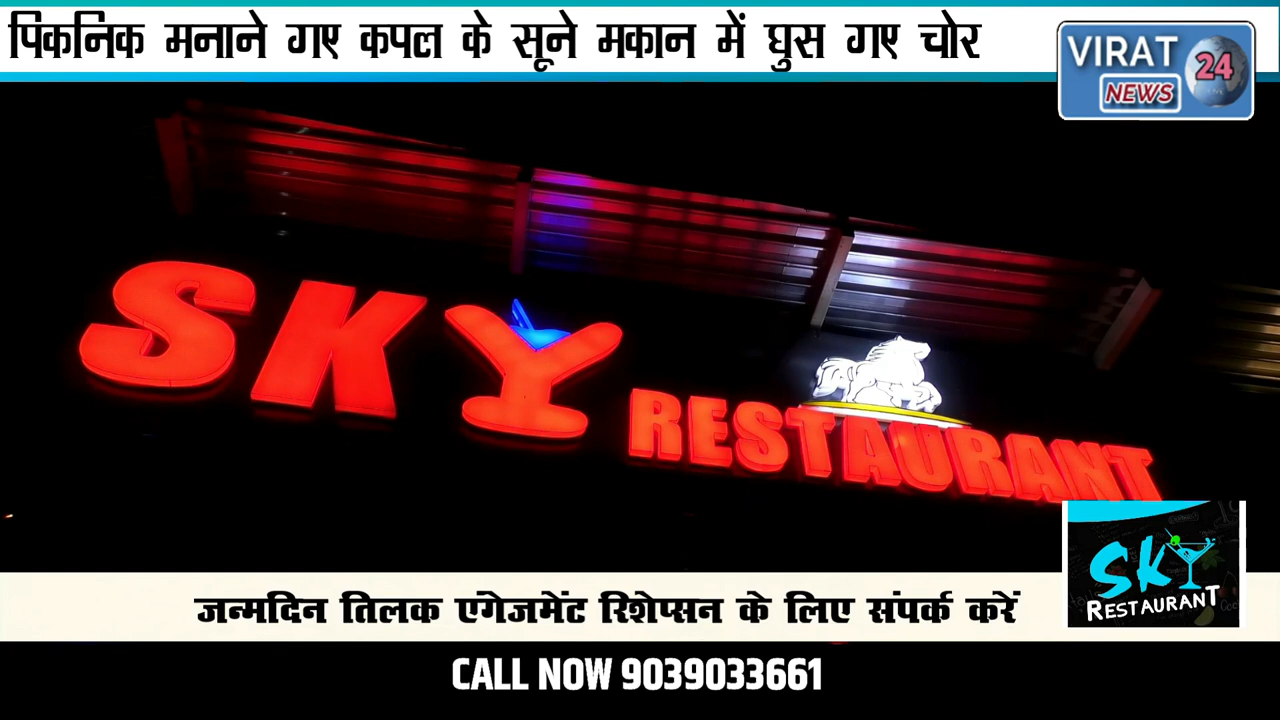 पिकनिक मनाने गए कपल के सूने मकान में घुस गए चोर
VIRAT
24
NEWS
SKY RESTAURANT
SKY
RESTAURANT
जन्मदिन तिलक एंगेजमेंट रिशेप्सन के लिए संपर्क करें
CALL NOW 9039033661